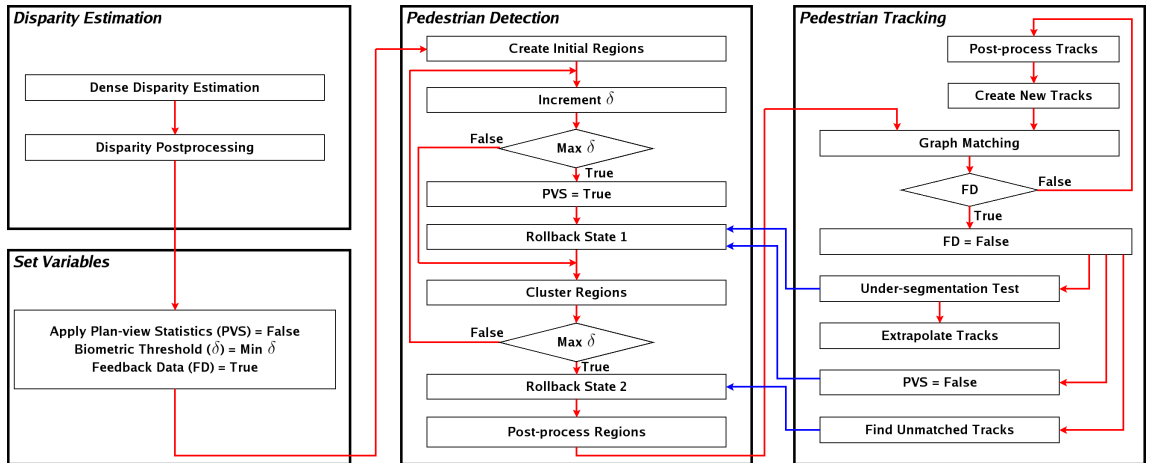 Disparity Estimation
Dense Disparity Estimation
Disparity Postprocessing
Set Variables
Apply Plan-view Statistics (PVS) = False
Biometric Threshold (δ) = Min δ
Feedback Data (FD) = True
Pedestrian Detection
Create Initial Regions
Increment δ
False
Max δ
True
PVS = True
Rollback State 1
Cluster Regions
False
Max δ
True
Rollback State 2
Post-process Regions
Pedestrian Tracking
Post-process Tracks
Create New Tracks
Graph Matching
FD
False
True
FD = False
Under-segmentation Test
Extrapolate Tracks
PVS = False
Find Unmatched Tracks